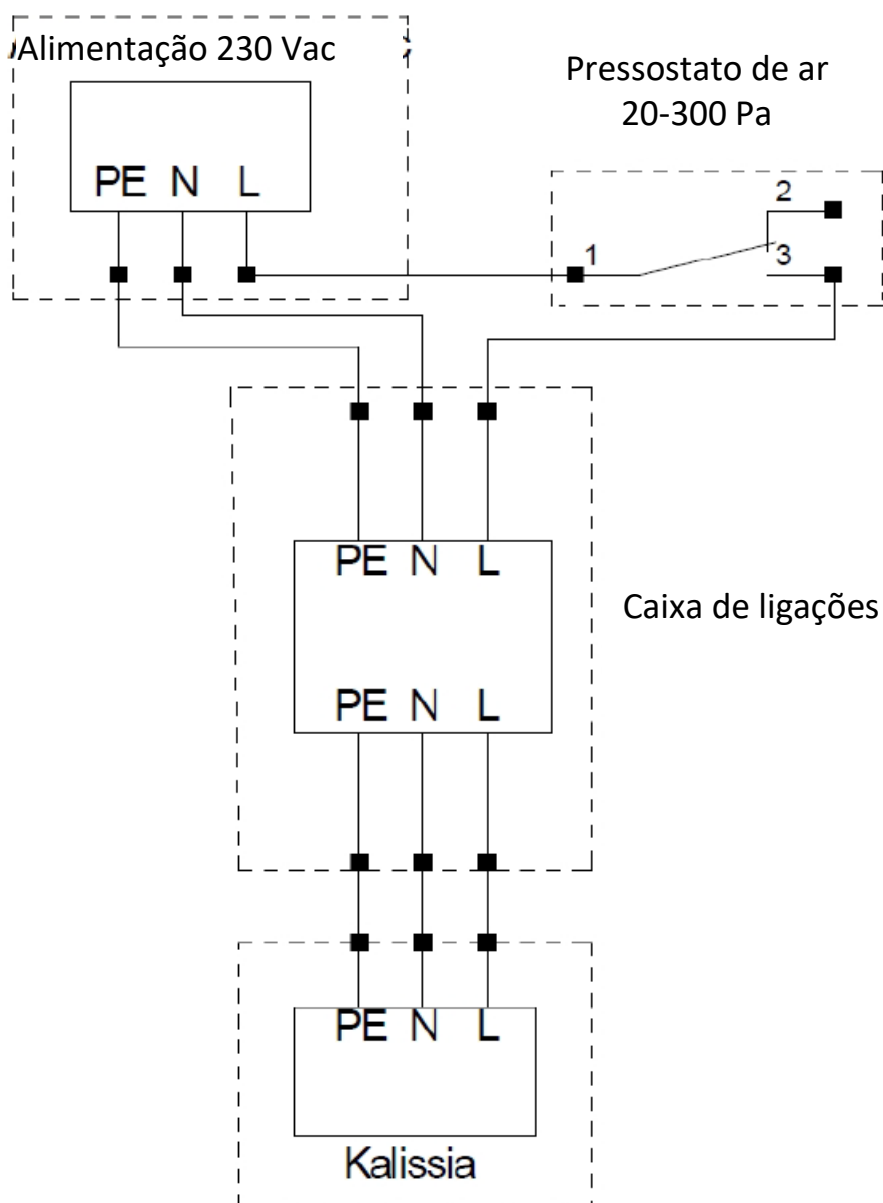 Alimentação 230 Vac
Pressostato de ar
20-300 Pa
PE N L
1
2
3
PE N L
Caixa de ligações
PE N L
PE N L
Kalissia